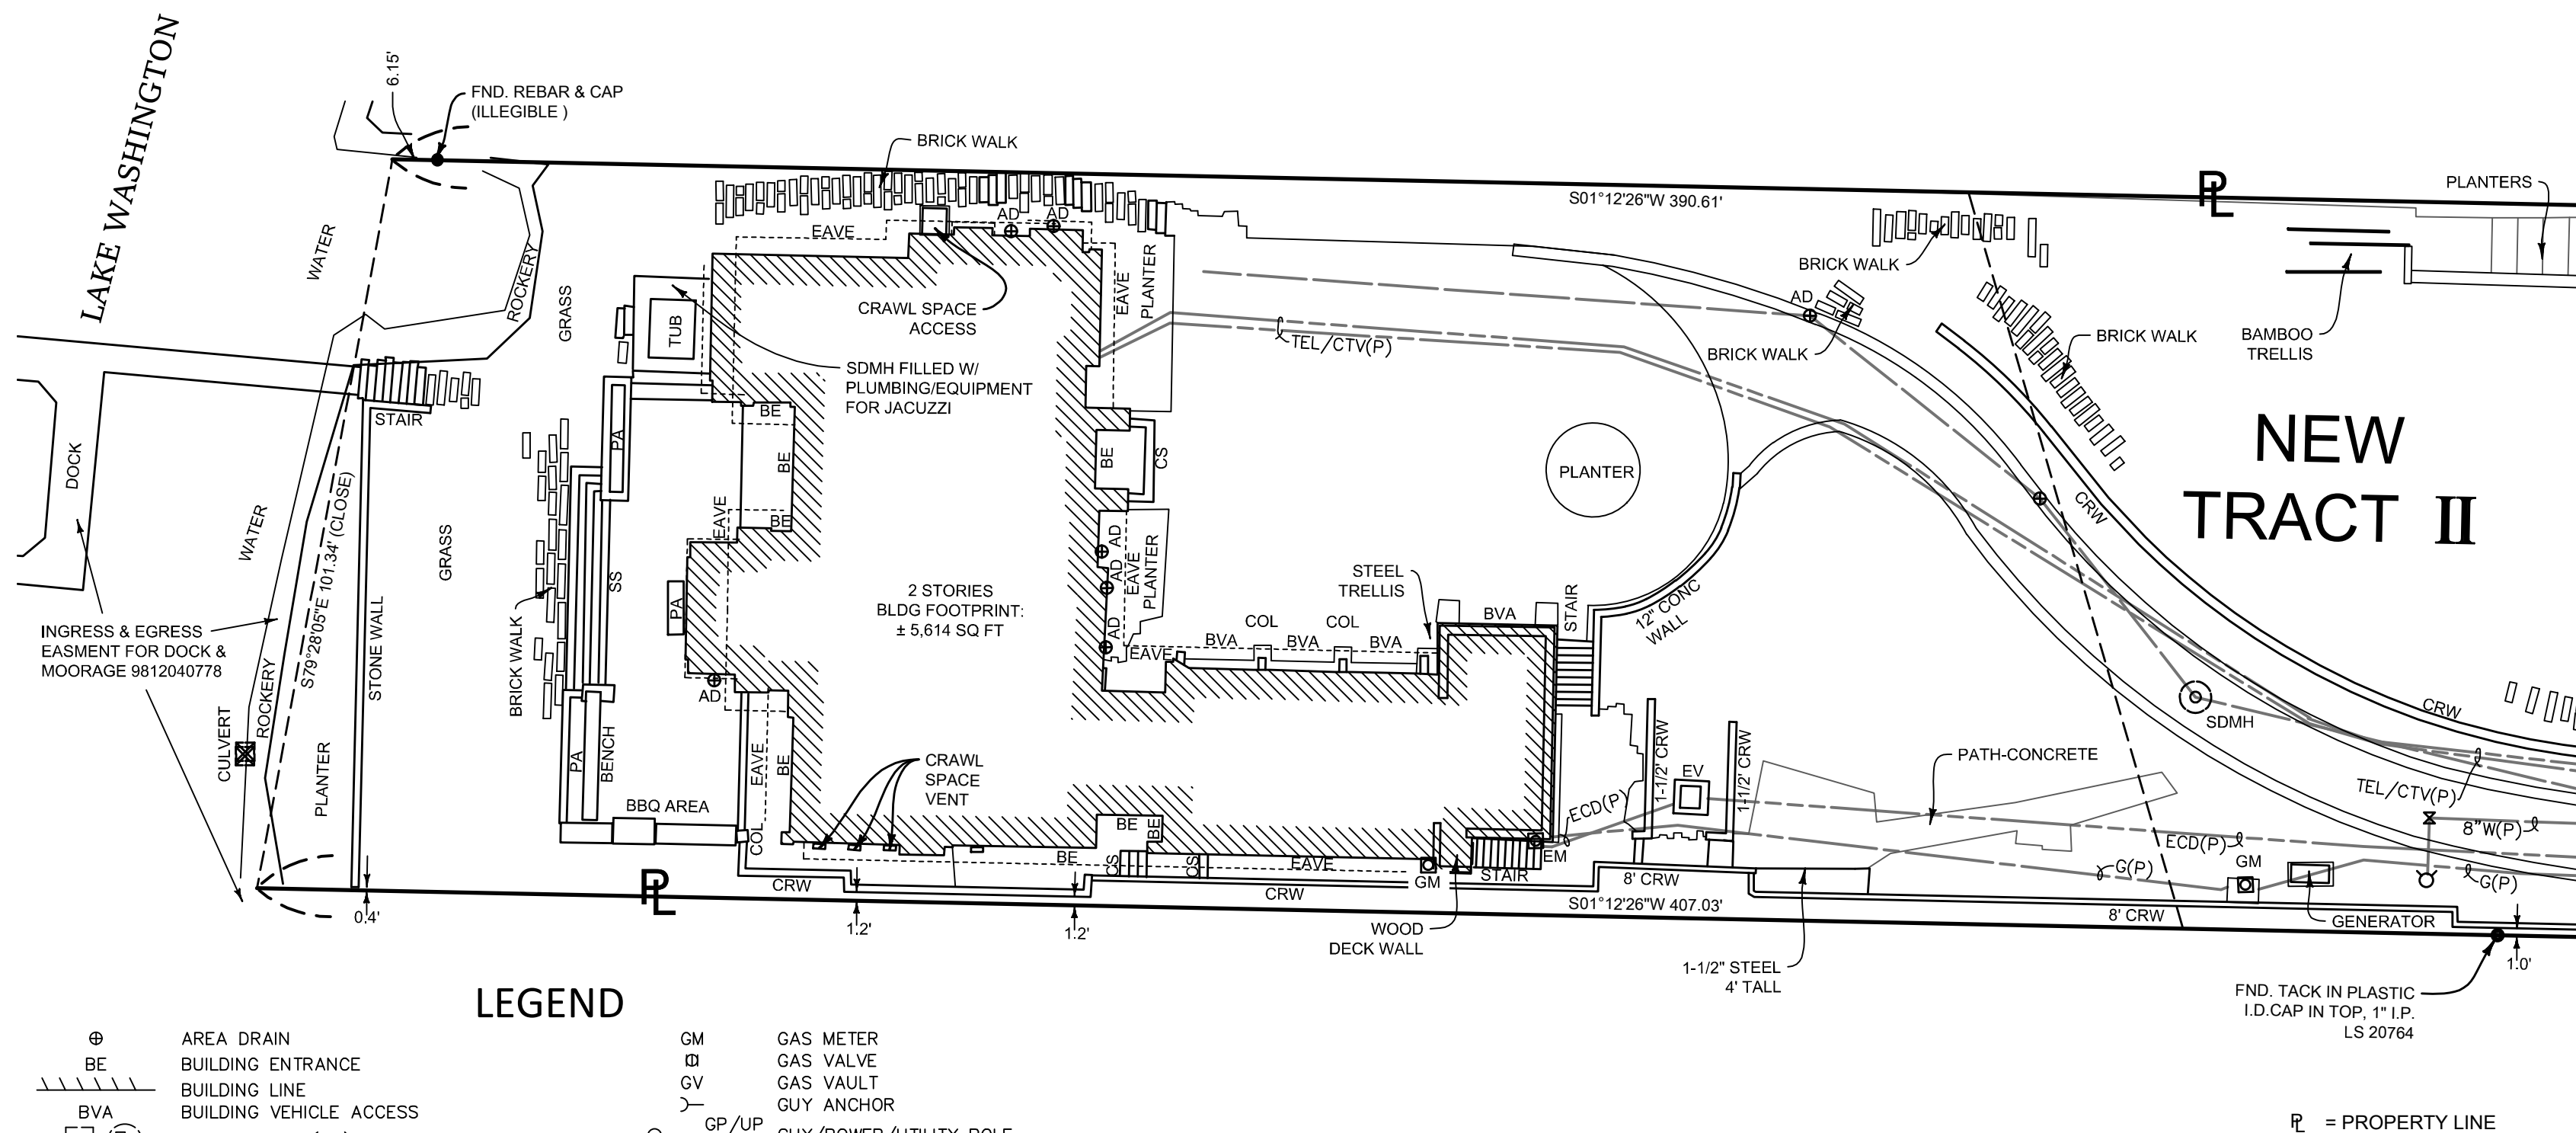 LAKE WASHINGTON
6.15'
FND. REBAR & CAP
(ILLEGIBLE )
BRICK WALK
S01°12'26"W 390.61'
PL
PLANTERS
WATER
ROCKERY
GRASS
EAVE
AD
AD
EAVE
PLANTER
CRAWL SPACE
ACCESS
TUB
SDMH FILLED W/
PLUMBING/EQUIPMENT
FOR JACUZZI
TEL/CTV(P)
AD
BRICK WALK
BRICK WALK
BRICK WALK
BAMBOO
TRELLIS
NEW
TRACT II
STAIR
DOCK
PA
BE
BE
BE
EAVE
BE
CS
PLANTER
CRW
WATER
S79°28'05"E 101.34' (CLOSE)
GRASS
SS
PA
AD
AD
AD
EAVE
PLANTER
2 STORIES
BLDG FOOTPRINT:
± 5,614 SQ FT
STEEL
TRELLIS
BVA
STAIR
12" CONC
WALL
COL
COL
BVA
BVA
BVA
EAVE
INGRESS & EGRESS
EASMENT FOR DOCK &
MOORAGE 9812040778
STONE WALL
BRICK WALK
AD
CULVERT
ROCKERY
PLANTER
PA
BENCH
BBQ AREA
EAVE
BE
COL
CRAWL
SPACE
VENT
BE
BE
BE
CS
CS
EAVE
GM
STAIR
EM
ECD(P)
1-1/2' CRW
EV
1-1/2' CRW
PATH-CONCRETE
SDMH
CRW
TEL/CTV(P)
8"W(P)
ECD(P)
G(P)
GM
G(P)
GENERATOR
0.4'
PL
CRW
1.2'
1.2'
CRW
8' CRW
S01°12'26"W 407.03'
8' CRW
WOOD
DECK WALL
1-1/2" STEEL
4' TALL
1.0'
FND. TACK IN PLASTIC
I.D.CAP IN TOP, 1" I.P.
LS 20764
LEGEND
AREA DRAIN
BE BUILDING ENTRANCE
BUILDING LINE
BVA BUILDING VEHICLE ACCESS
GM GAS METER
GAS VALVE
GV GAS VAULT
GUY ANCHOR
GP/UP
GUY/POWER/UTILITY POLE
PL = PROPERTY LINE